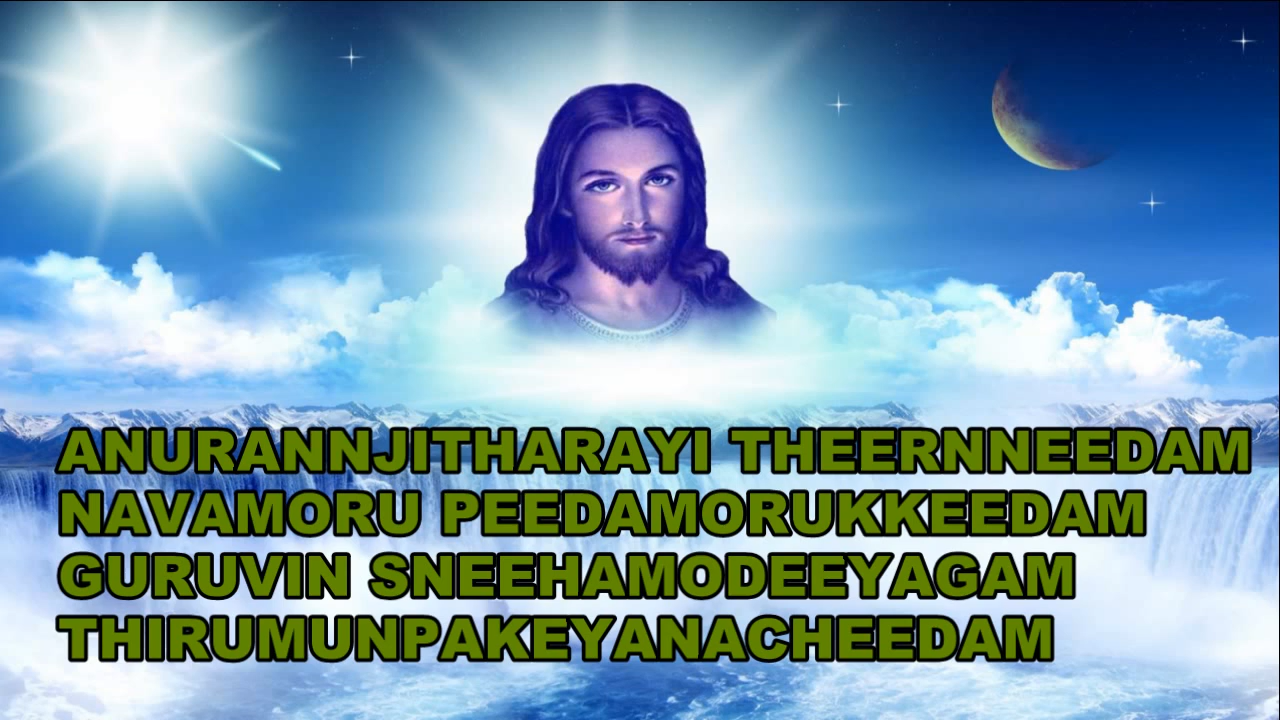 ANURANNJITHARAYI THEERNNEEDAM
NAVAMORU PEEDAMORUKKEEDAM
GURUVIN SNEEHAMODEEYAGAM
THIRUMUNPAKEYANACHEEDAM